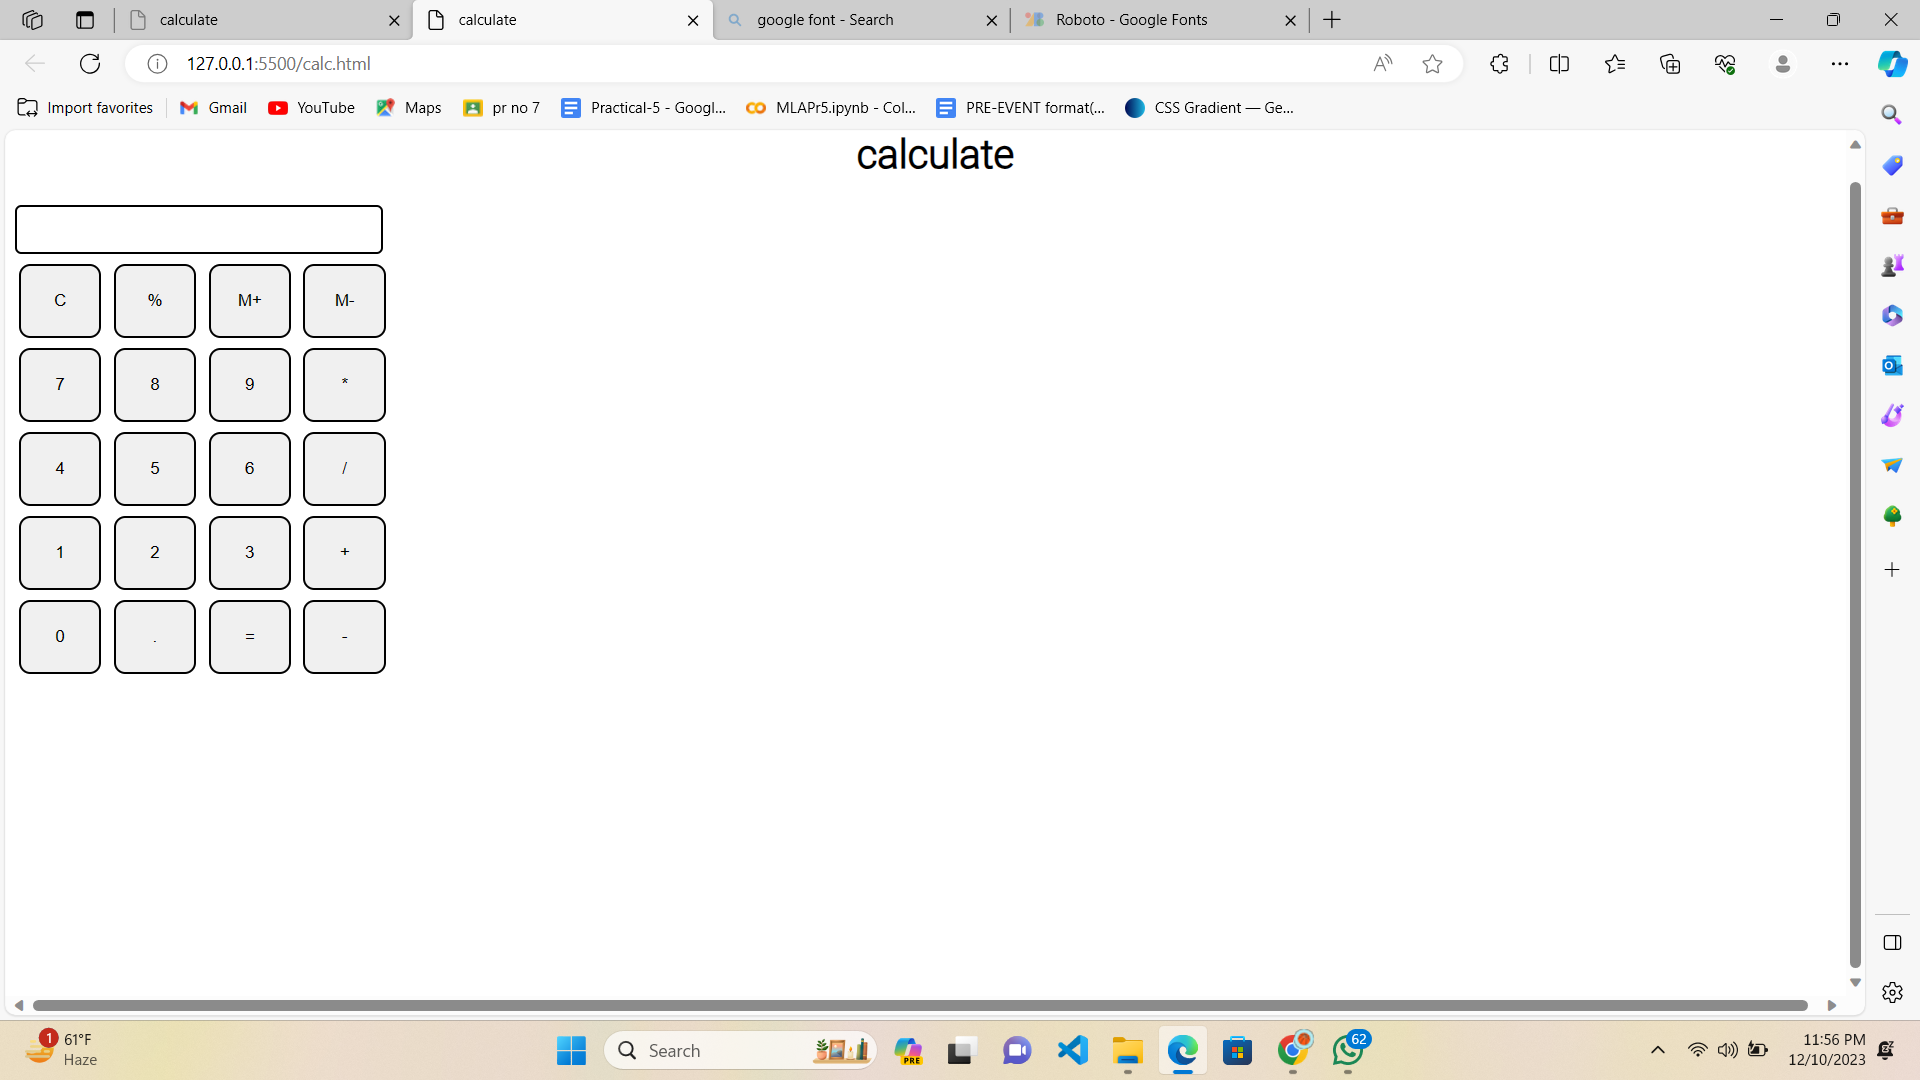 calculate
calculate
google font - Search
Roboto - Google Fonts
127.0.0.1:5500/calc.html
Import favorites
Gmail
YouTube
Maps
pr no 7
Practical-5 - Googl...
MLAPr5.ipynb - Col...
PRE-EVENT format(...
CSS Gradient — Ge...
calculate
C % M+ M-
7 8 9 *
4 5 6 /
1 2 3 +
0 . = -
1
61°F
Haze
Search
PRE
62
11:56 PM
12/10/2023